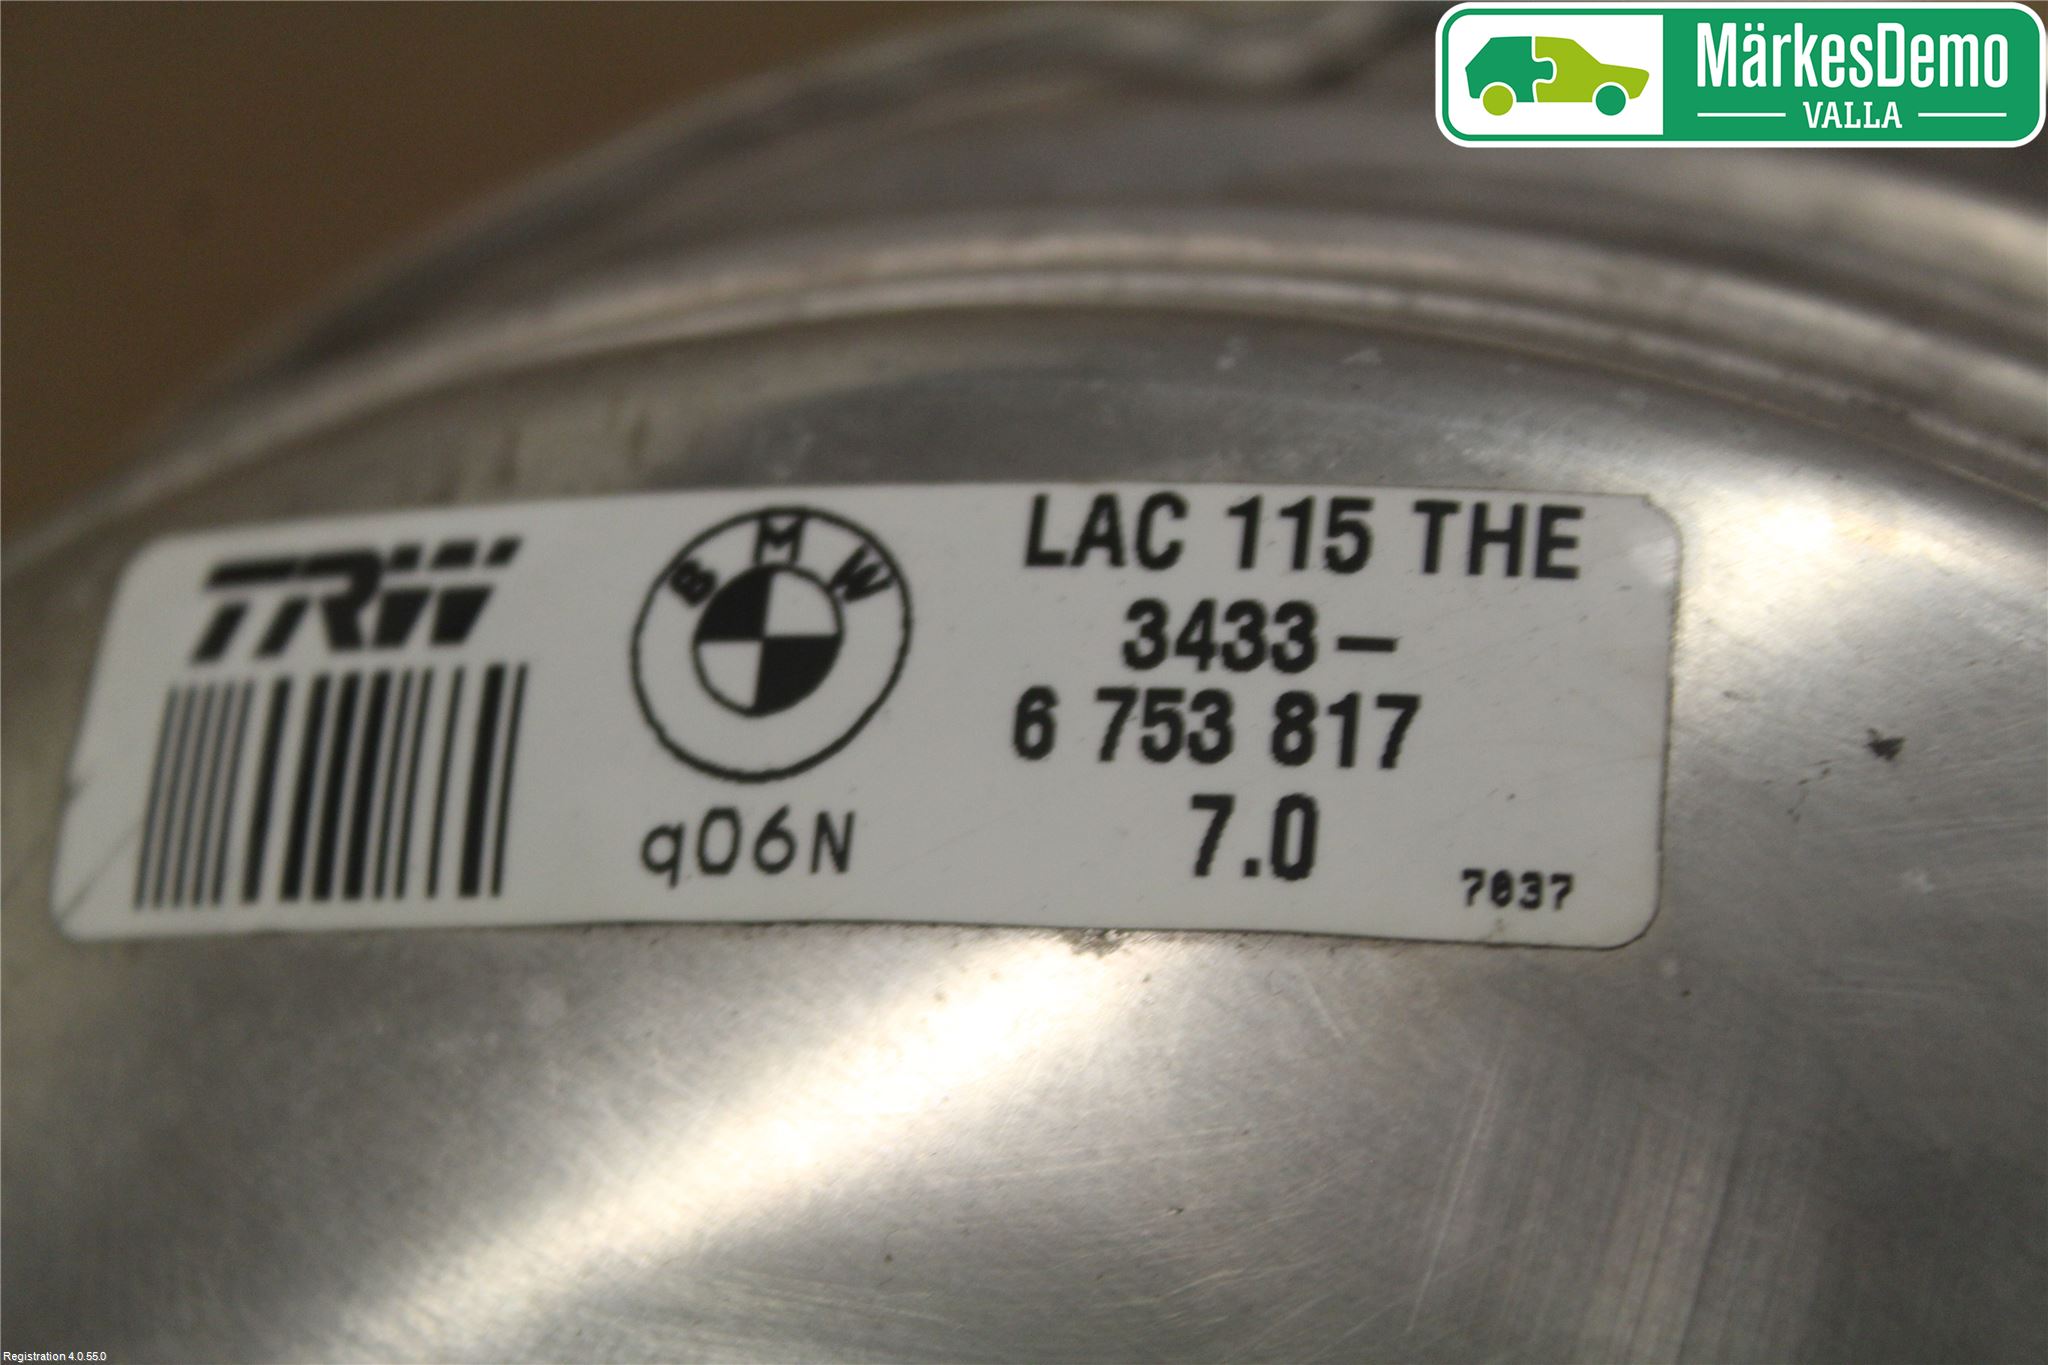 MärkesDemo
VALLA
TRW
BMW
LAC 115 THE
3433-
6 753 817
7.0
q06N
7037
Registration 4.0.55.0